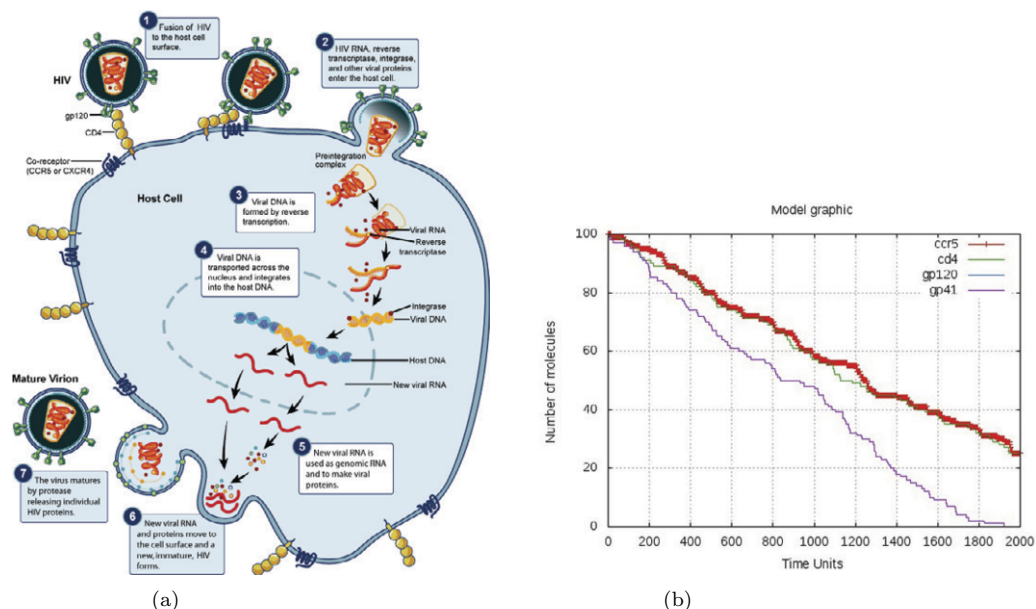 1
Fusion of HIV
to the host cell
surface.
HIV
gp120
CD4
Co-receptor
(CCR5 or CXCR4)
2
HIV RNA, reverse
transcriptase, integrase,
and other viral proteins
enter the host cell.
Preintegration
complex
Host Cell
3
Viral DNA is
formed by reverse
transcription.
Viral RNA
Reverse
transcriptase
4
Viral DNA is
transported across the
nucleus and integrates
into the host DNA.
Integrase
Viral DNA
Host DNA
New viral RNA
Mature Virion
5
New viral RNA is
used as genomic RNA
and to make viral
proteins.
7
The virus matures
by protease
releasing individual
HIV proteins.
6
New viral RNA
and proteins move to
the cell surface and a
new, immature, HIV
forms.
(a)
Model graphic
ccr5
cd4
gp120
gp41
Number of molecules
100
80
60
40
20
0
0 200 400 600 800 1000 1200 1400 1600 1800 2000
Time Units
(b)